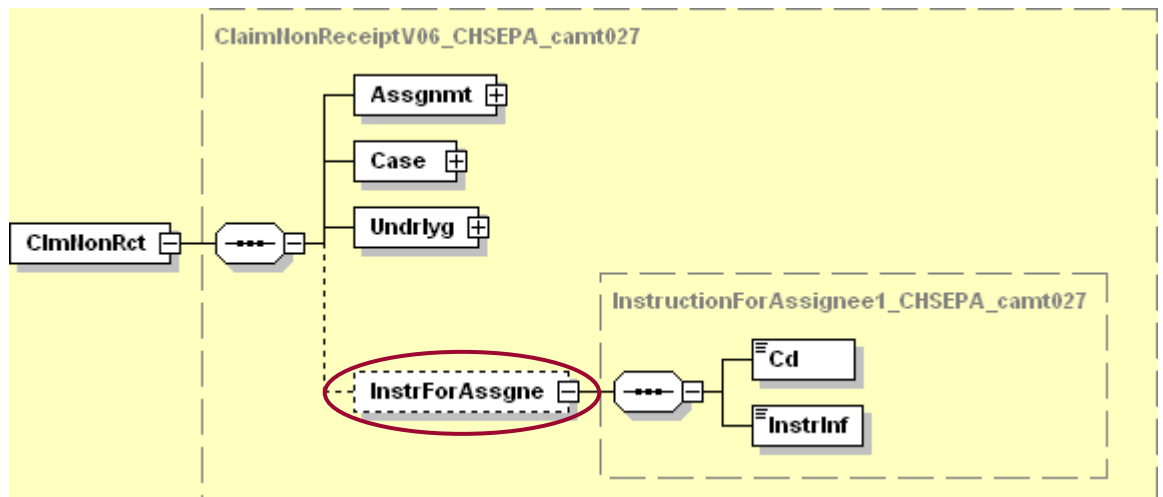 ClaimNonReceiptV06_CHSEPA_camt027
Assgnmt
Case
Undrlyg
ClmNonRct
InstructionForAssignee1_CHSEPA_camt027
Cd
InstrForAssgne
InstrInf